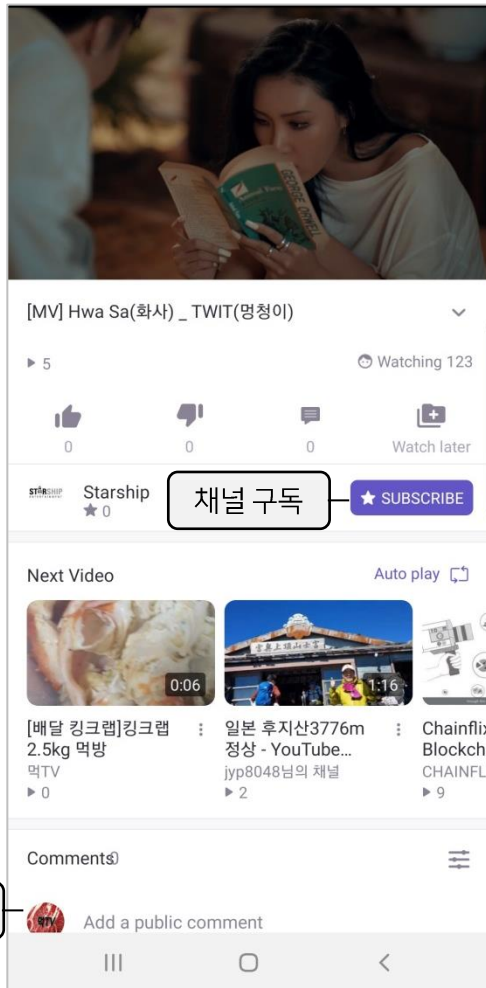 GEORGE ORWELL
[MV] Hwa Sa(화사) _ TWIT(멍청이)
5
Watching 123
0
0
0
Watch later
STARSHIP
Starship
0
채널 구독
SUBSCRIBE
Next Video
Auto play
0:06
1:16
[배달 킹크랩]킹크랩
2.5kg 먹방
먹TV
0
일본 후지산3776m
정상 - YouTube...
jyp8048님의 채널
2
Chainflix
Blockch
CHAINFL
9
Comments0
먹TV
Add a public comment